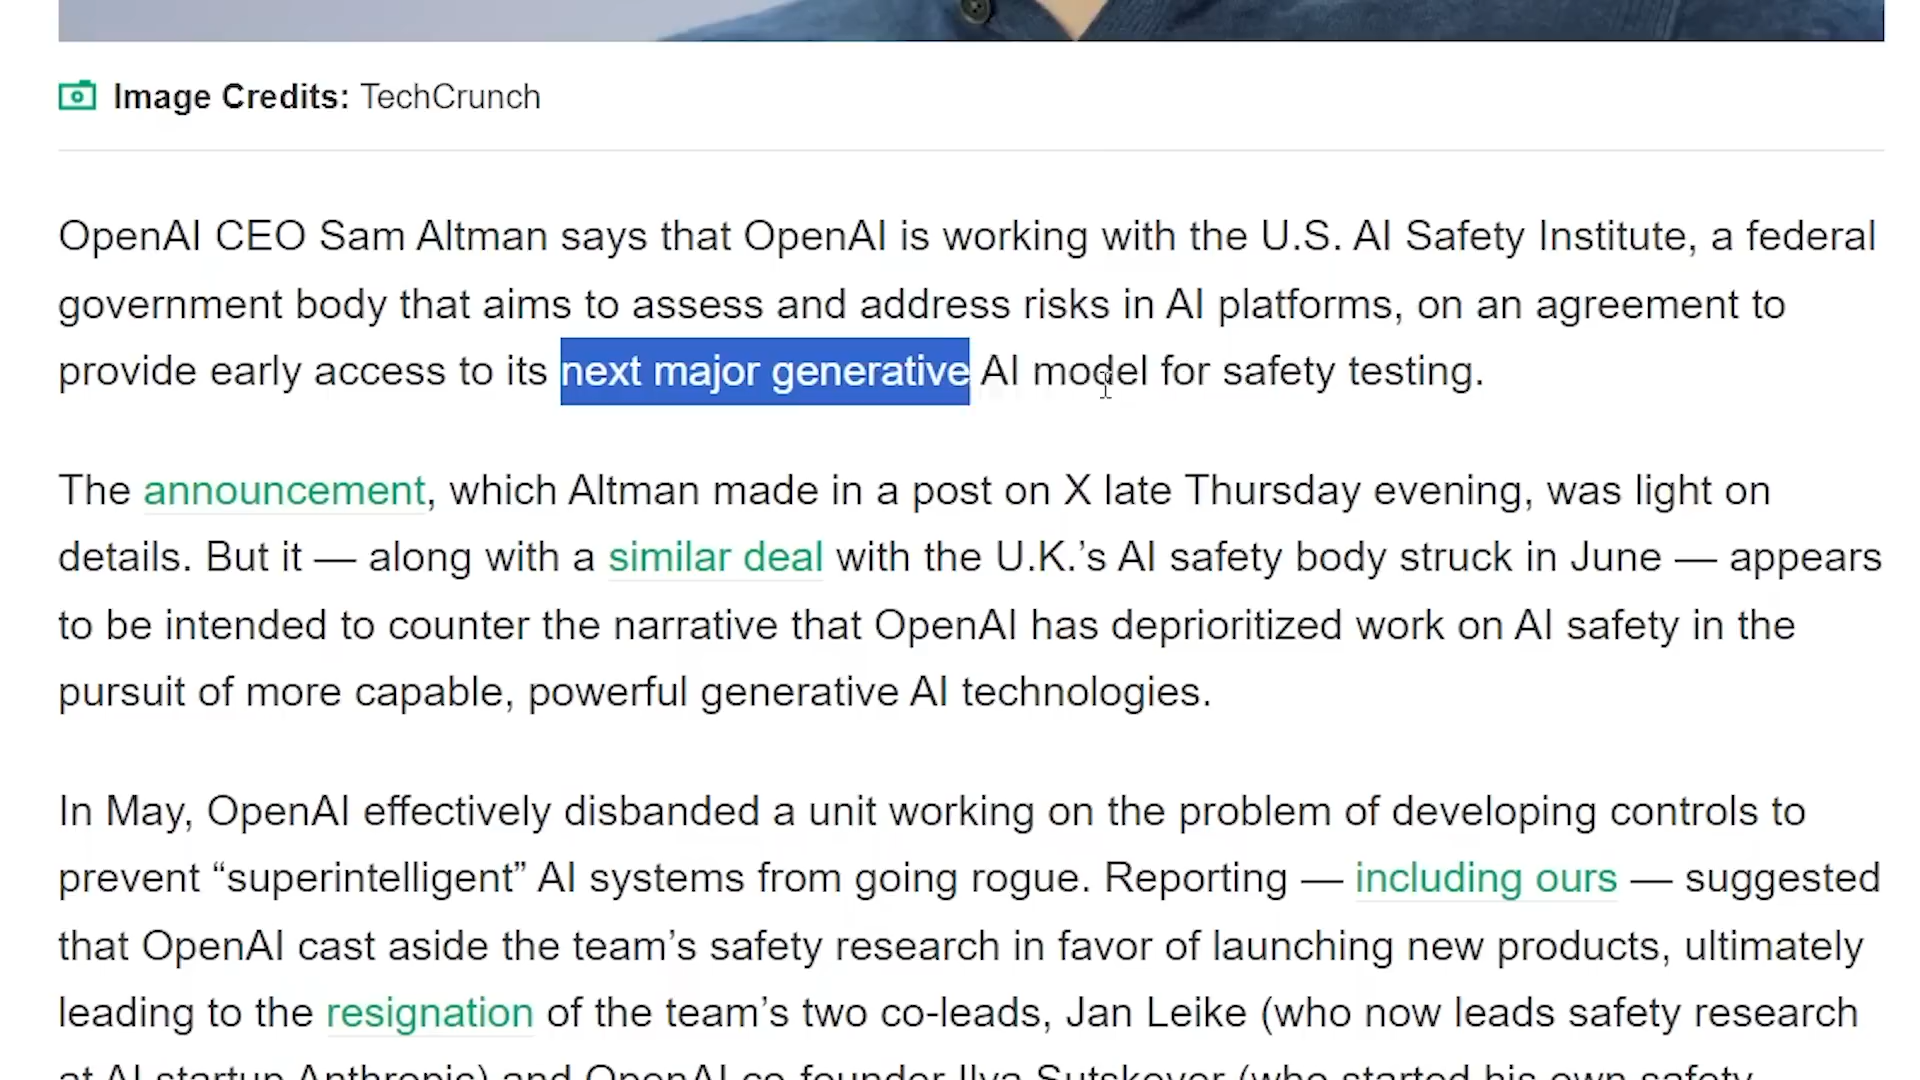 Image Credits: TechCrunch
OpenAI CEO Sam Altman says that OpenAI is working with the U.S. AI Safety Institute, a federal
government body that aims to assess and address risks in AI platforms, on an agreement to
provide early access to its next major generative AI model for safety testing.
The announcement, which Altman made in a post on X late Thursday evening, was light on
details. But it — along with a similar deal with the U.K.’s AI safety body struck in June — appears
to be intended to counter the narrative that OpenAI has deprioritized work on AI safety in the
pursuit of more capable, powerful generative AI technologies.
In May, OpenAI effectively disbanded a unit working on the problem of developing controls to
prevent “superintelligent” AI systems from going rogue. Reporting — including ours — suggested
that OpenAI cast aside the team’s safety research in favor of launching new products, ultimately
leading to the resignation of the team’s two co-leads, Jan Leike (who now leads safety research
at AI startup Anthropic) and OpenAI co-founder Ilya Sutskever (who started his own safety